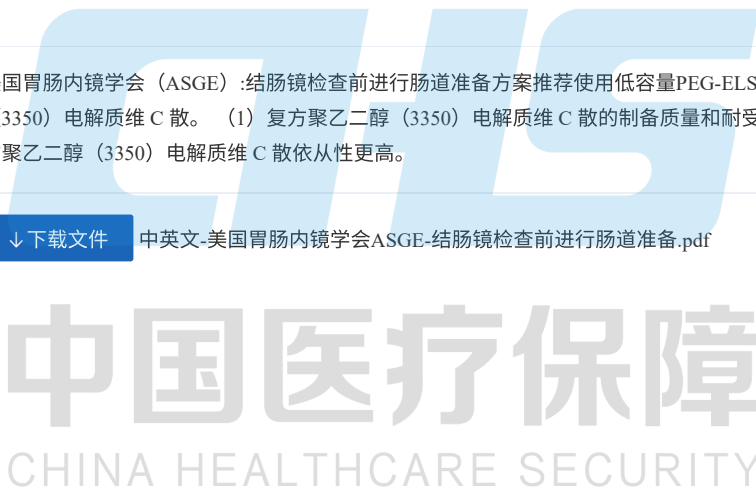 国胃肠内镜学会（ASGE）:结肠镜检查前进行肠道准备方案推荐使用低容量PEG-ELS
3350）电解质维 C 散。 （1）复方聚乙二醇（3350）电解质维 C 散的制备质量和耐受
聚乙二醇（3350）电解质维 C 散依从性更高。
↓下载文件 中英文-美国胃肠内镜学会ASGE-结肠镜检查前进行肠道准备.pdf
CHS
中国医疗保障
CHINA HEALTHCARE SECURITY